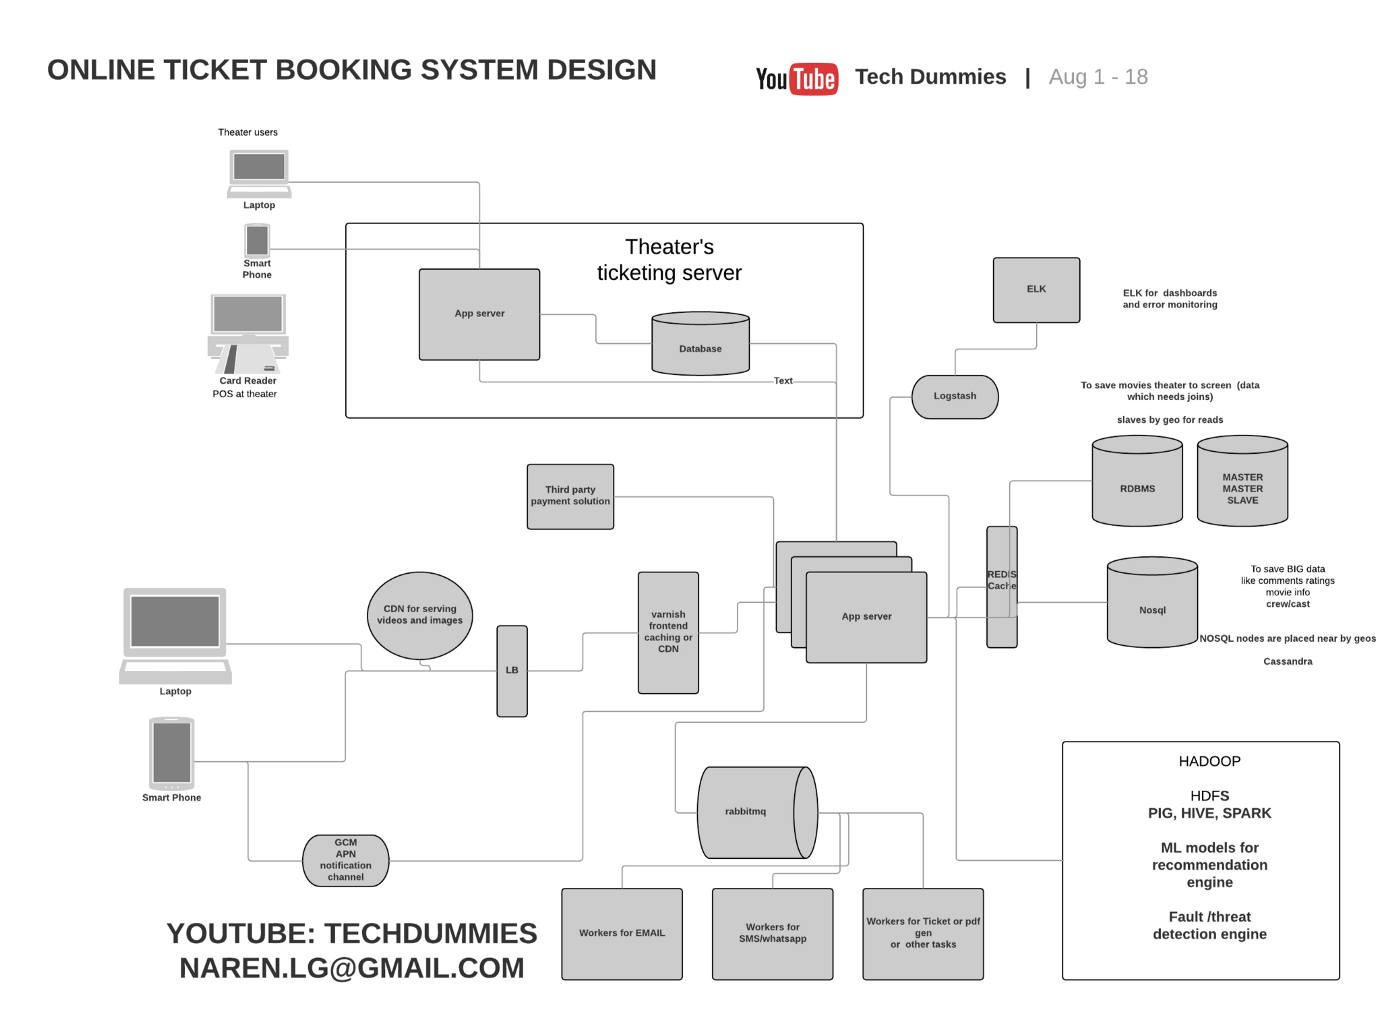 ONLINE TICKET BOOKING SYSTEM DESIGN
YouTube Tech Dummies | Aug 1 - 18
Theater users
Laptop
Smart
Phone
Card Reader
POS at theater
Theater's
ticketing server
App server
Database
Text
ELK
ELK for dashboards
and error monitoring
Logstash
To save movies theater to screen (data
which needs joins)
slaves by geo for reads
RDBMS
MASTER
MASTER
SLAVE
Third party
payment solution
REDIS
Cache
Nosql
To save BIG data
like comments ratings
movie info
crew/cast
NOSQL nodes are placed near by geos
Cassandra
CDN for serving
videos and images
LB
varnish
frontend
caching or
CDN
App server
Laptop
Smart Phone
GCM
APN
notification
channel
rabbitmq
Workers for EMAIL
Workers for
SMS/whatsapp
Workers for Ticket or pdf
gen
or other tasks
HADOOP
HDFS
PIG, HIVE, SPARK
ML models for
recommendation
engine
Fault /threat
detection engine
YOUTUBE: TECHDUMMIES
NAREN.LG@GMAIL.COM